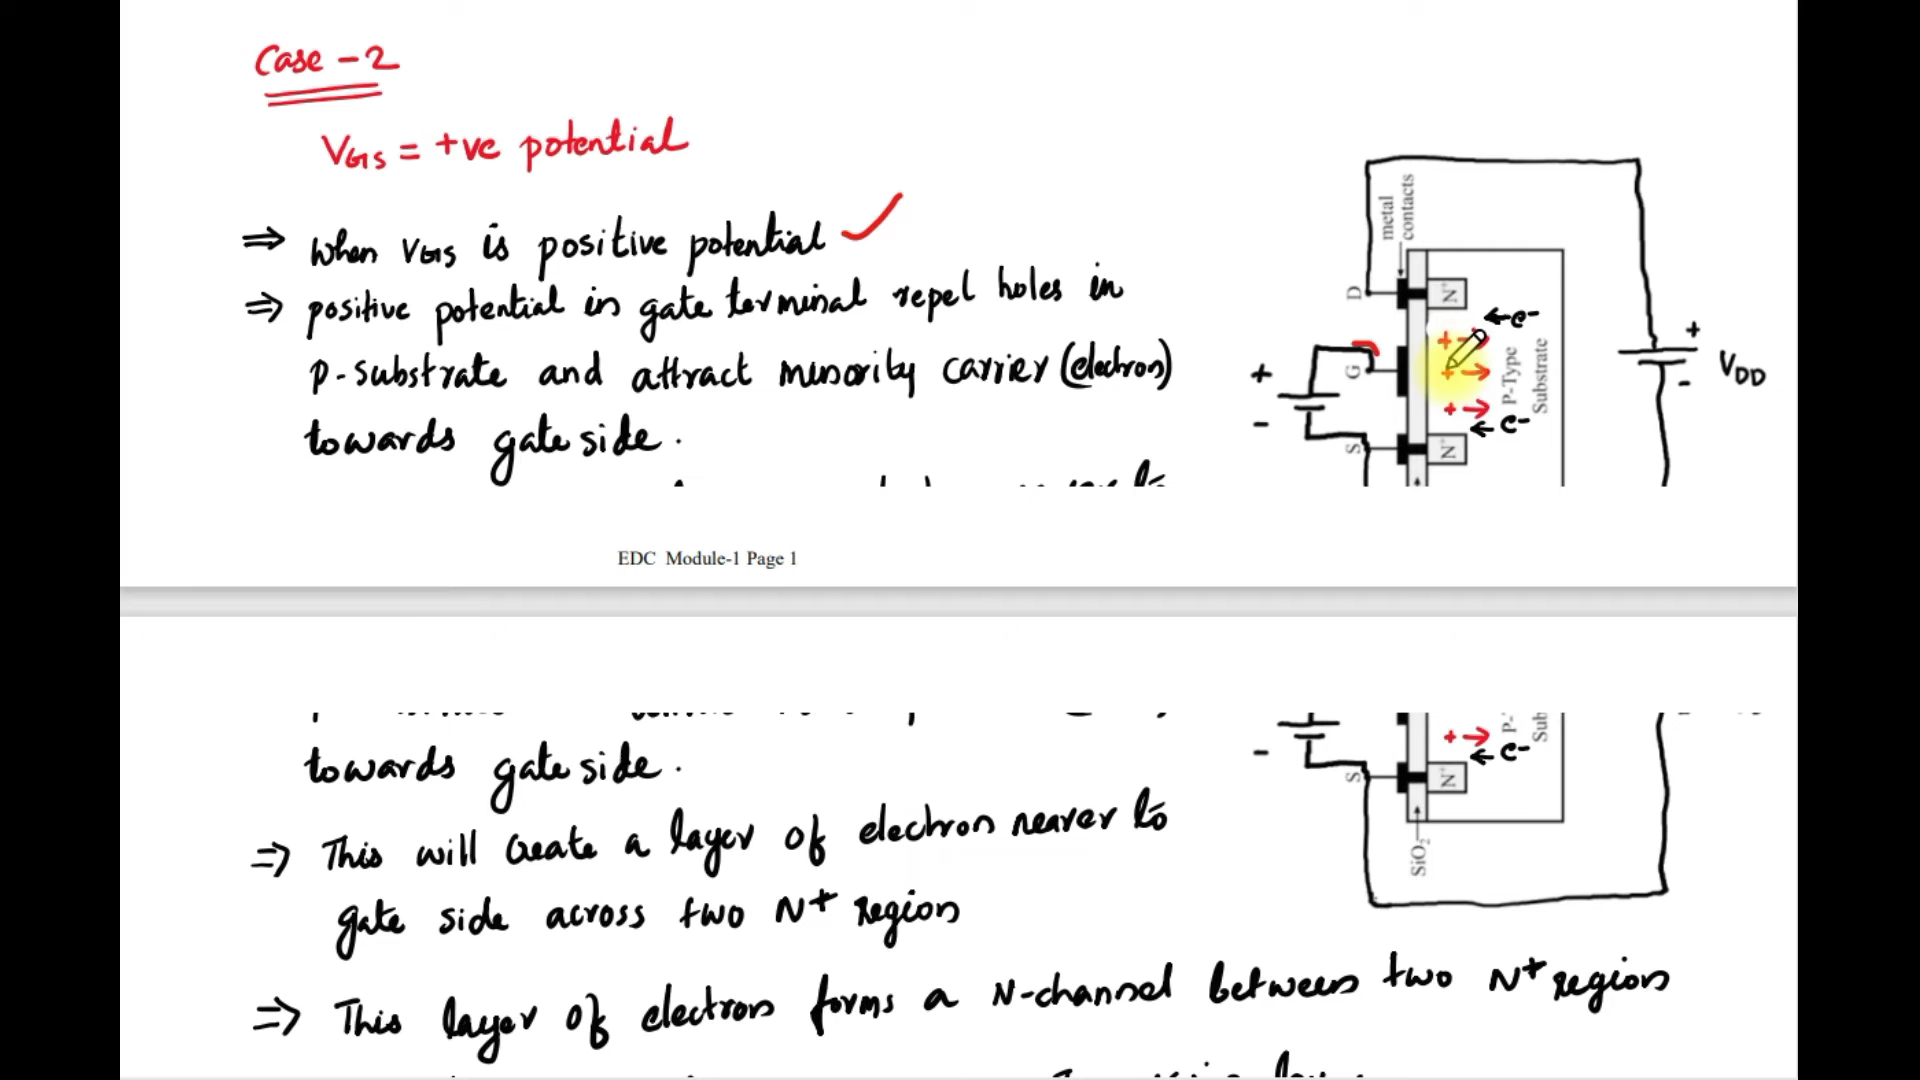 Case - 2
VGS = +ve potential
⇒ When VGS is positive potential ✓
⇒ positive potential in gate terminal repel holes in
p-substrate and attract minority carrier (electron)
towards gate side.
metal
contacts
D
G
S
N+
N+
+ →
+ →
+ →
← e-
← e-
P-Type
Substrate
+
-
+
-
VDD
EDC Module-1 Page 1
towards gate side.
⇒ This will create a layer of electron nearer to
gate side across two N+ region
⇒ This layer of electron forms a N-channel between two N+ region
-
S
N+
+ →
← e-
P-
Sub
SiO2